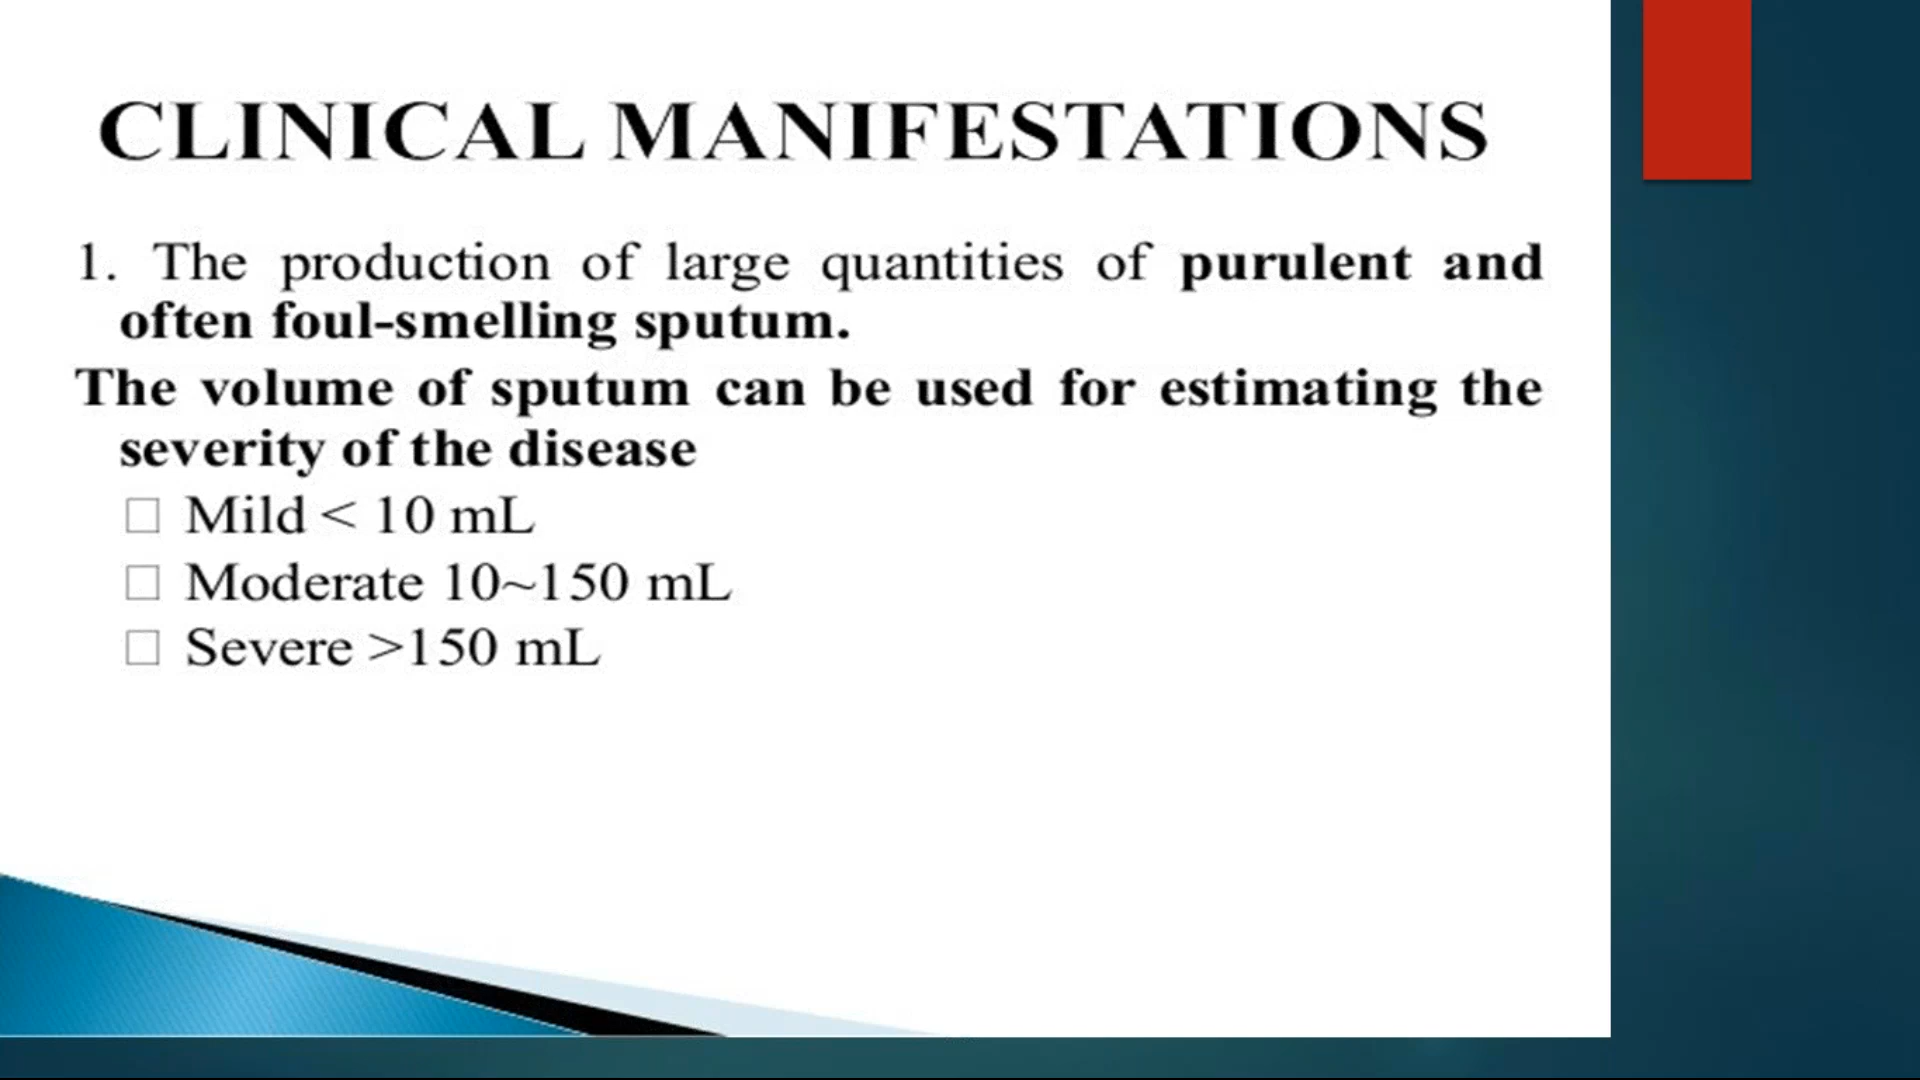 CLINICAL MANIFESTATIONS
1. The production of large quantities of purulent and
often foul-smelling sputum.
The volume of sputum can be used for estimating the
severity of the disease
□ Mild < 10 mL
□ Moderate 10~150 mL
□ Severe >150 mL